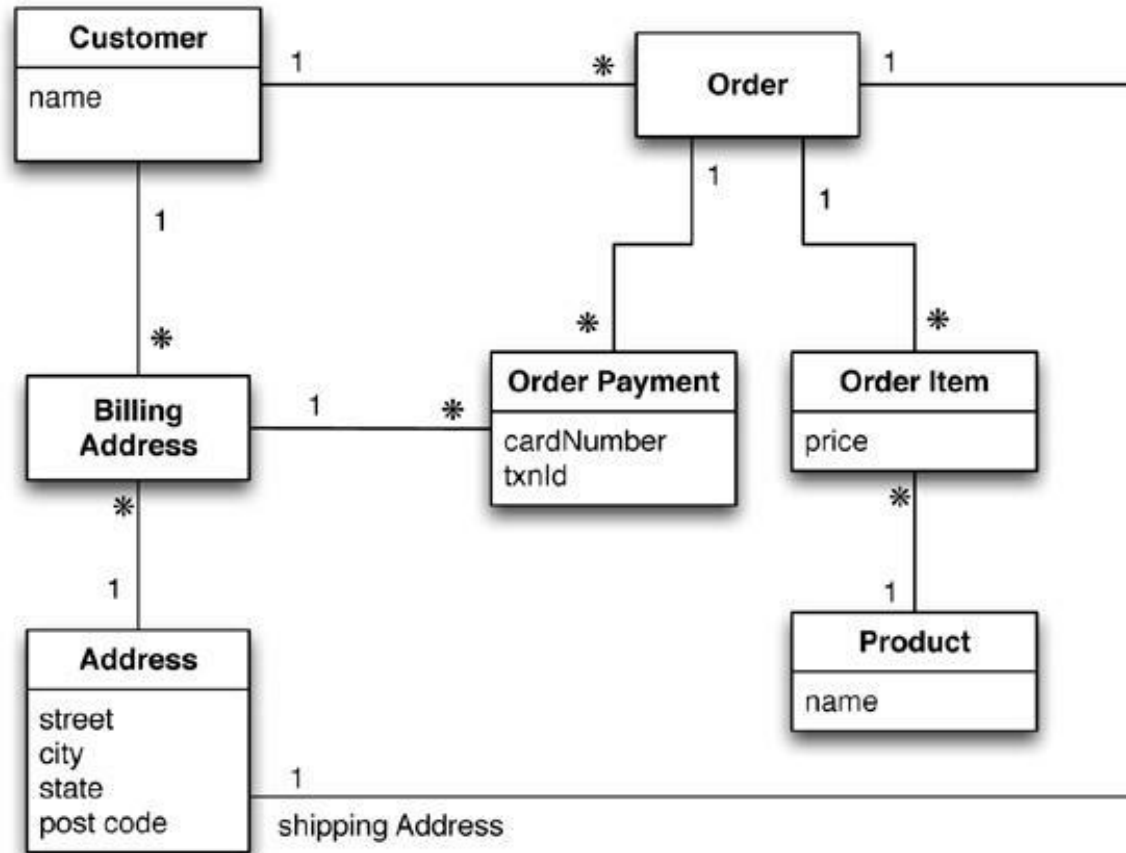 Customer
name
1
*
Order
1
1
1
1
*
*
*
Billing
Address
1
*
Order Payment
cardNumber
txnId
Order Item
price
*
*
1
1
Address
street
city
state
post code
Product
name
1
shipping Address